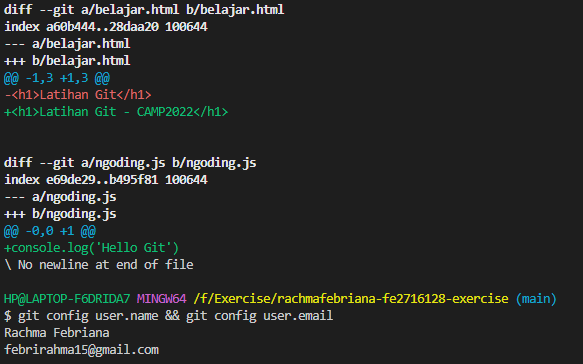 diff --git a/belajar.html b/belajar.html
index a60b444..28daa20 100644
--- a/belajar.html
+++ b/belajar.html
@@ -1,3 +1,3 @@
-<h1>Latihan Git</h1>
+<h1>Latihan Git - CAMP2022</h1>
diff --git a/ngoding.js b/ngoding.js
index e69de29..b495f81 100644
--- a/ngoding.js
+++ b/ngoding.js
@@ -0,0 +1 @@
+console.log('Hello Git')
\ No newline at end of file
HP@LAPTOP-F6DRIDA7 MINGW64 /f/Exercise/rachmafebriana-fe2716128-exercise (main)
$ git config user.name && git config user.email
Rachma Febriana
febrirahma15@gmail.com